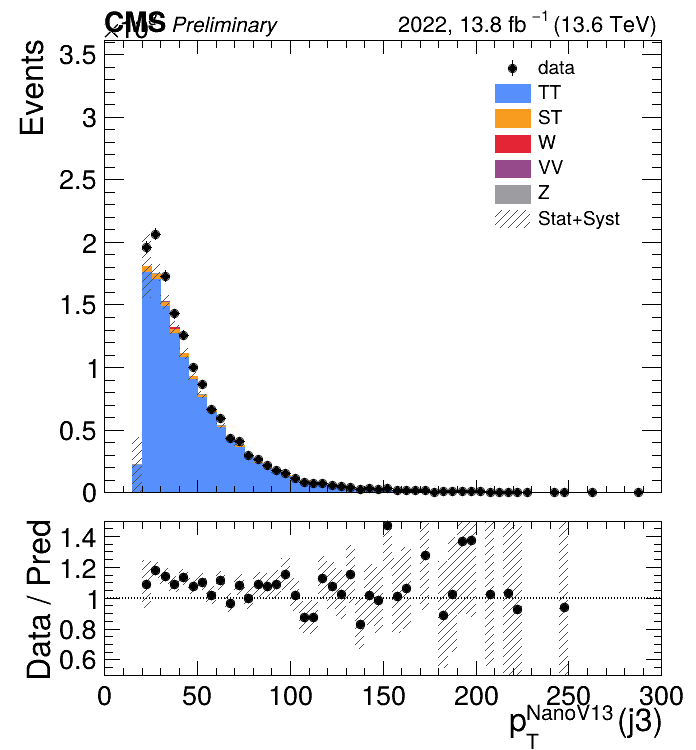 CMS Preliminary 2022, 13.8 fb⁻¹ (13.6 TeV)
Events
3.5
3
2.5
2
1.5
1
0.5
0
data
TT
ST
W
VV
Z
Stat+Syst
Data / Pred
1.4
1.2
1
0.8
0.6
0 50 100 150 200 250 300
p_T^NanoV13 (j3)